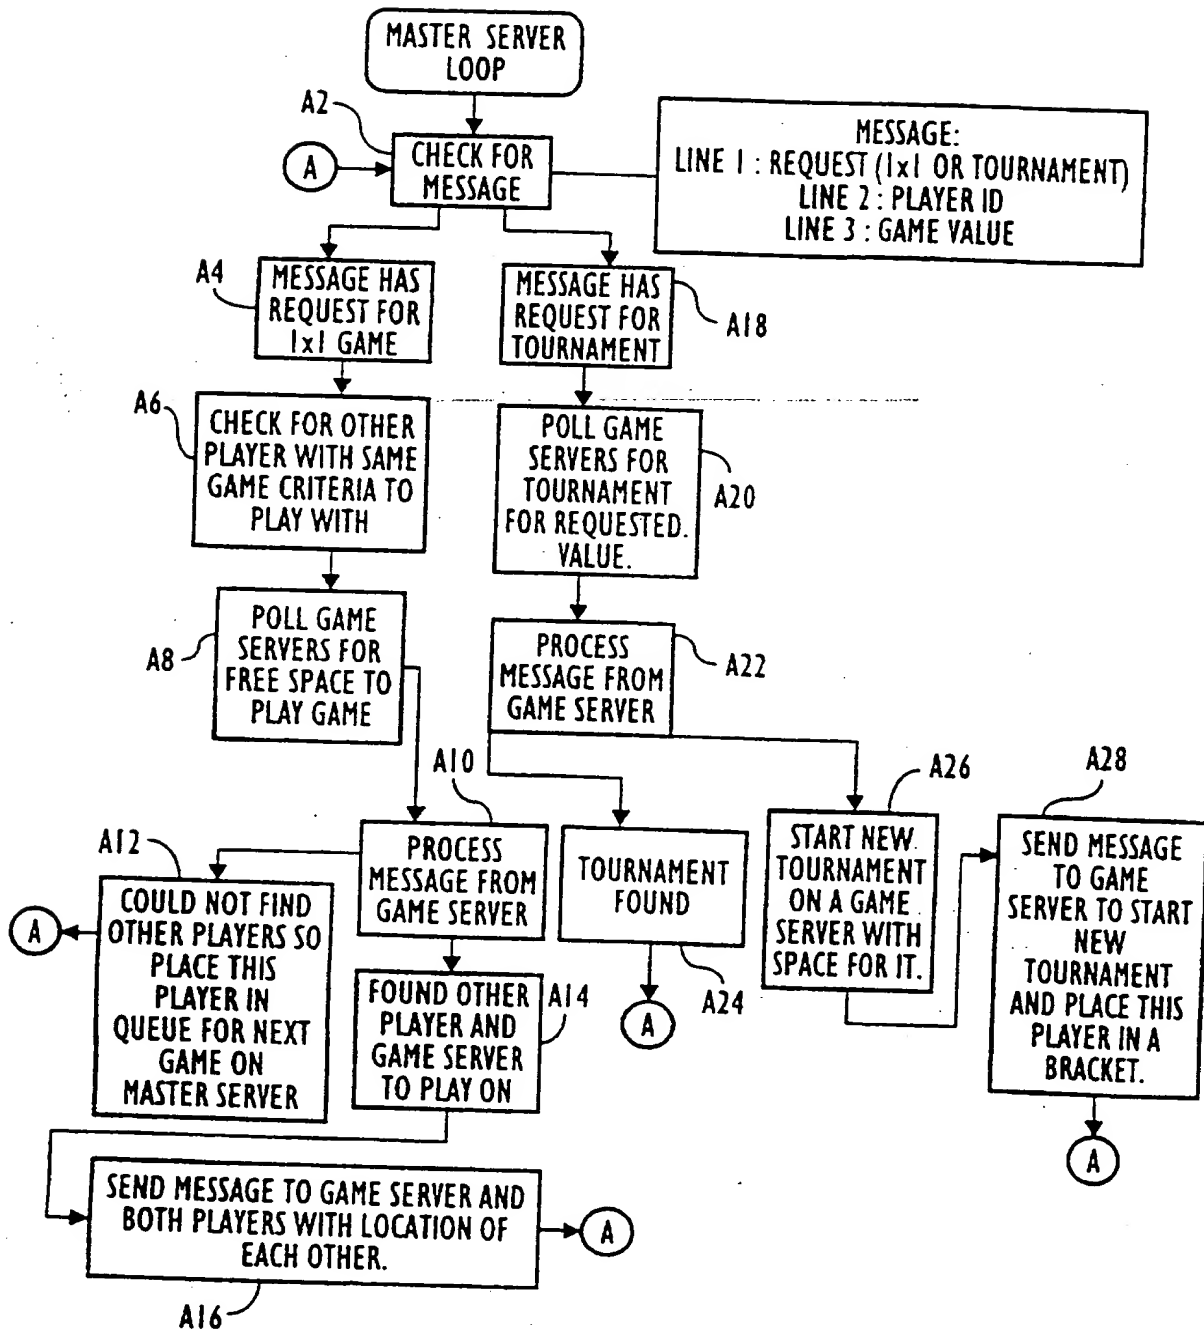 MASTER SERVER
LOOP
A2
A
CHECK FOR
MESSAGE
MESSAGE:
LINE 1 : REQUEST (1x1 OR TOURNAMENT)
LINE 2 : PLAYER ID
LINE 3 : GAME VALUE
A4
MESSAGE HAS
REQUEST FOR
1x1 GAME
MESSAGE HAS
REQUEST FOR
TOURNAMENT
A18
A6
CHECK FOR OTHER
PLAYER WITH SAME
GAME CRITERIA TO
PLAY WITH
POLL GAME
SERVERS FOR
TOURNAMENT
FOR REQUESTED.
VALUE.
A20
A8
POLL GAME
SERVERS FOR
FREE SPACE TO
PLAY GAME
PROCESS
MESSAGE FROM
GAME SERVER
A22
A10
A12
A
COULD NOT FIND
OTHER PLAYERS SO
PLACE THIS
PLAYER IN
QUEUE FOR NEXT
GAME ON
MASTER SERVER
PROCESS
MESSAGE FROM
GAME SERVER
FOUND OTHER
PLAYER AND
GAME SERVER
TO PLAY ON
A14
TOURNAMENT
FOUND
A24
A
A26
START NEW
TOURNAMENT
ON A GAME
SERVER WITH
SPACE FOR IT.
A28
SEND MESSAGE
TO GAME
SERVER TO START
NEW
TOURNAMENT
AND PLACE THIS
PLAYER IN A
BRACKET.
A
SEND MESSAGE TO GAME SERVER AND
BOTH PLAYERS WITH LOCATION OF
EACH OTHER.
A
A16